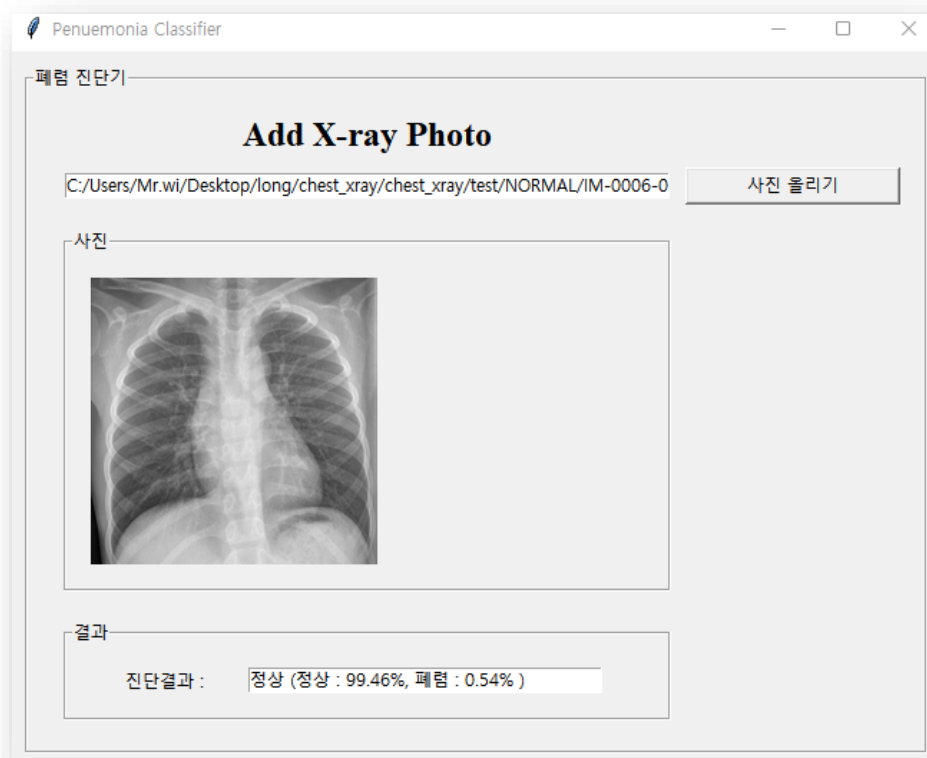 Penuemonia Classifier
폐렴 진단기
Add X-ray Photo
C:/Users/Mr.wi/Desktop/long/chest_xray/chest_xray/test/NORMAL/IM-0006-0
사진 올리기
사진
결과
진단결과 :
정상 (정상 : 99.46%, 폐렴 : 0.54% )